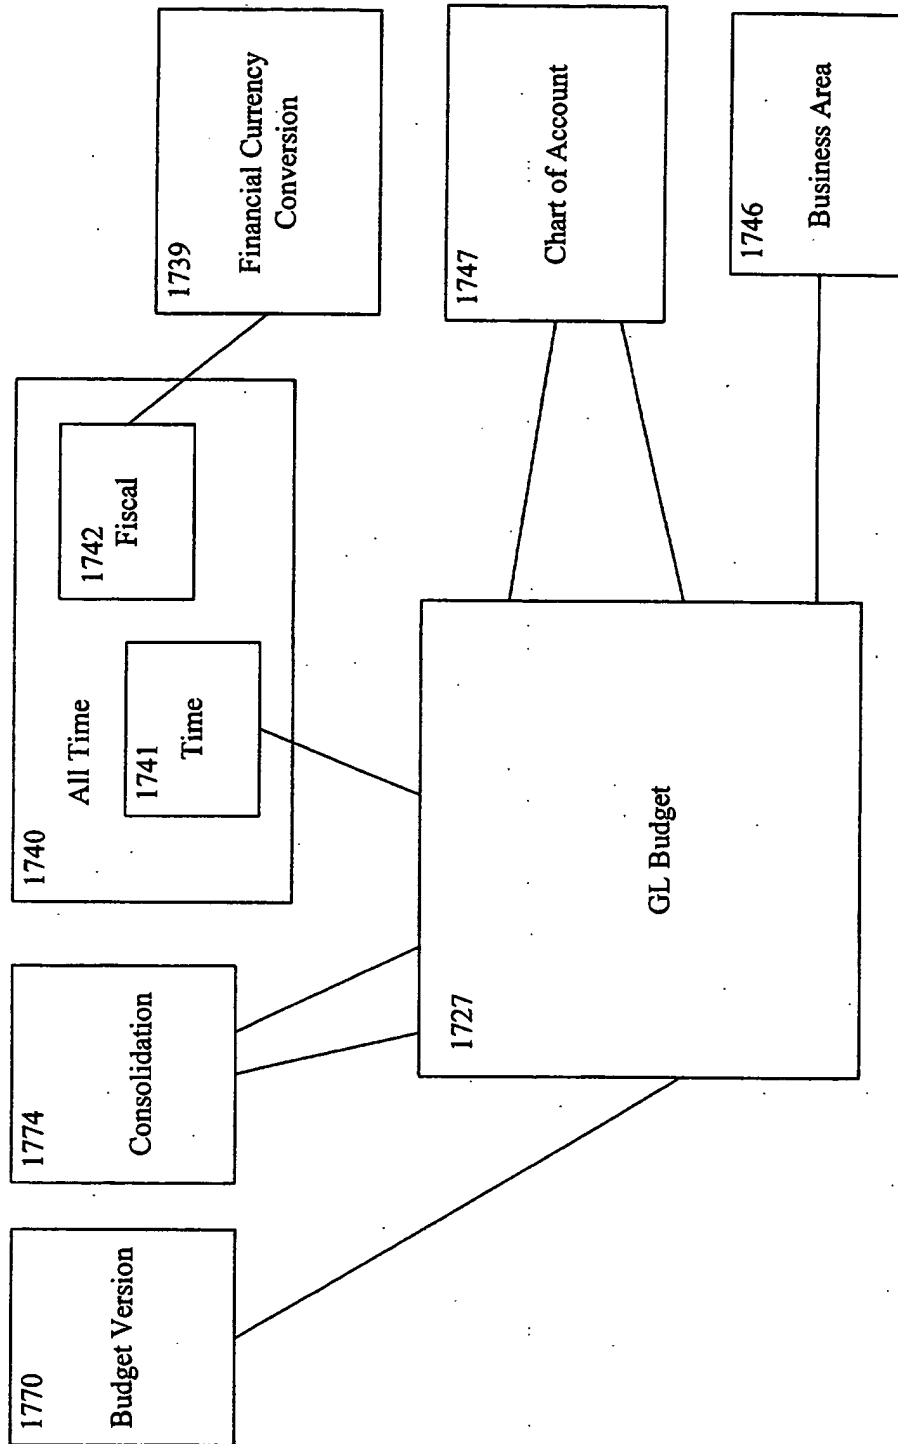 1770
Budget Version
1774
Consolidation
1740
All Time
1741
Time
1742
Fiscal
1739
Financial Currency
Conversion
1727
GL Budget
1747
Chart of Account
1746
Business Area